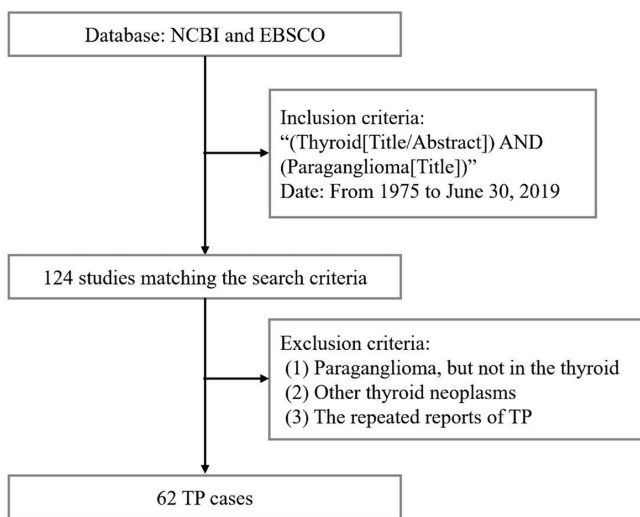 Database: NCBI and EBSCO
Inclusion criteria:
“(Thyroid[Title/Abstract]) AND
(Paraganglioma[Title])”
Date: From 1975 to June 30, 2019
124 studies matching the search criteria
Exclusion criteria:
(1) Paraganglioma, but not in the thyroid
(2) Other thyroid neoplasms
(3) The repeated reports of TP
62 TP cases